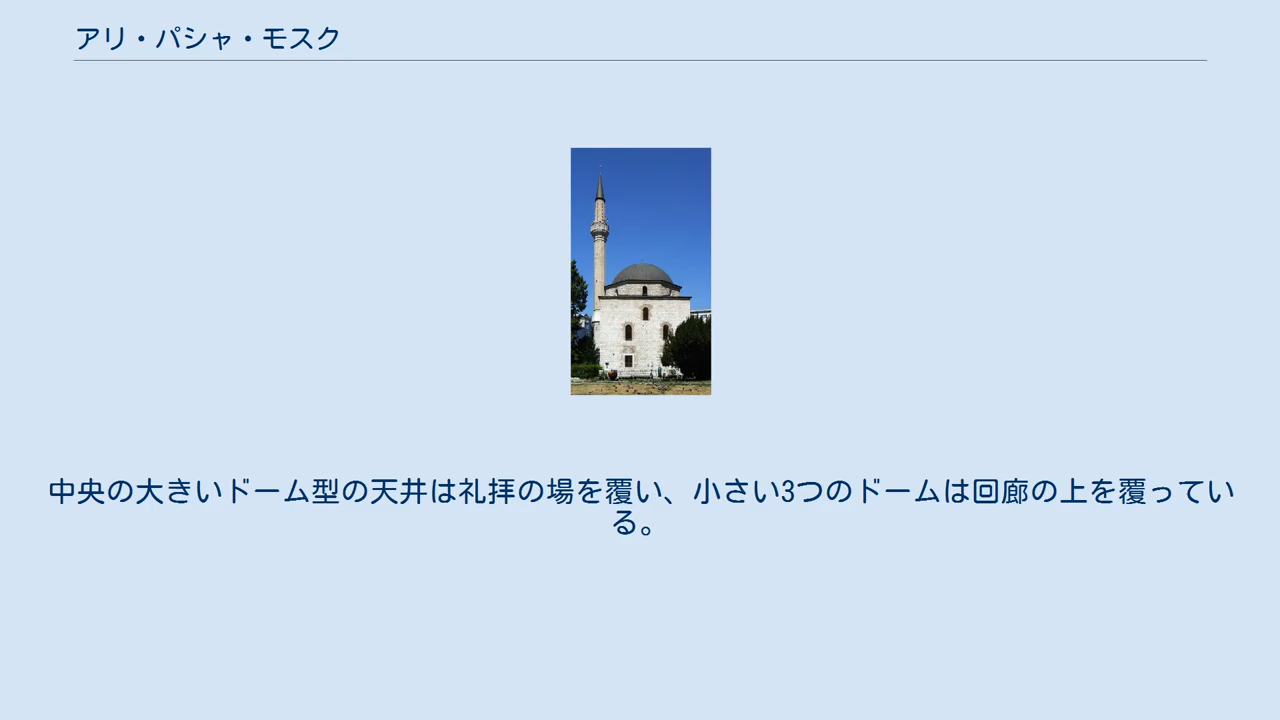 アリ・パシャ・モスク
中央の大きいドーム型の天井は礼拝の場を覆い、小さい3つのドームは回廊の上を覆ってい
る。